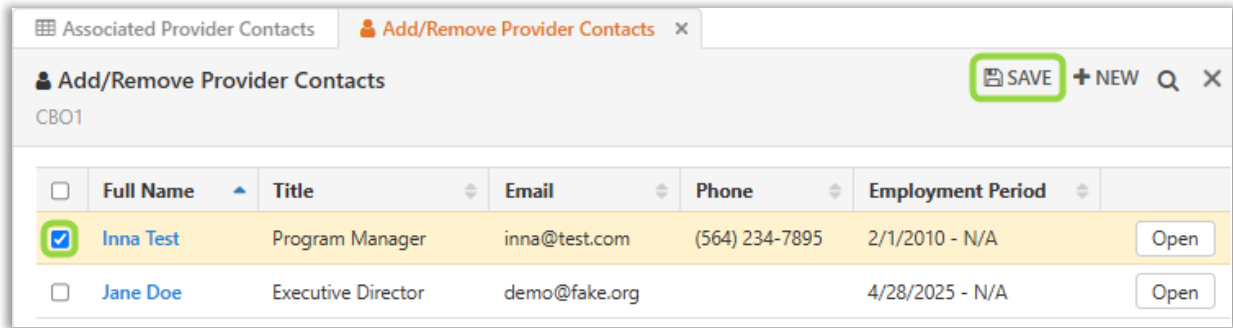 Associated Provider Contacts Add/Remove Provider Contacts ×
Add/Remove Provider Contacts SAVE + NEW ×
CBO1
Full Name Title Email Phone Employment Period
Inna Test Program Manager inna@test.com (564) 234-7895 2/1/2010 - N/A Open
Jane Doe Executive Director demo@fake.org 4/28/2025 - N/A Open